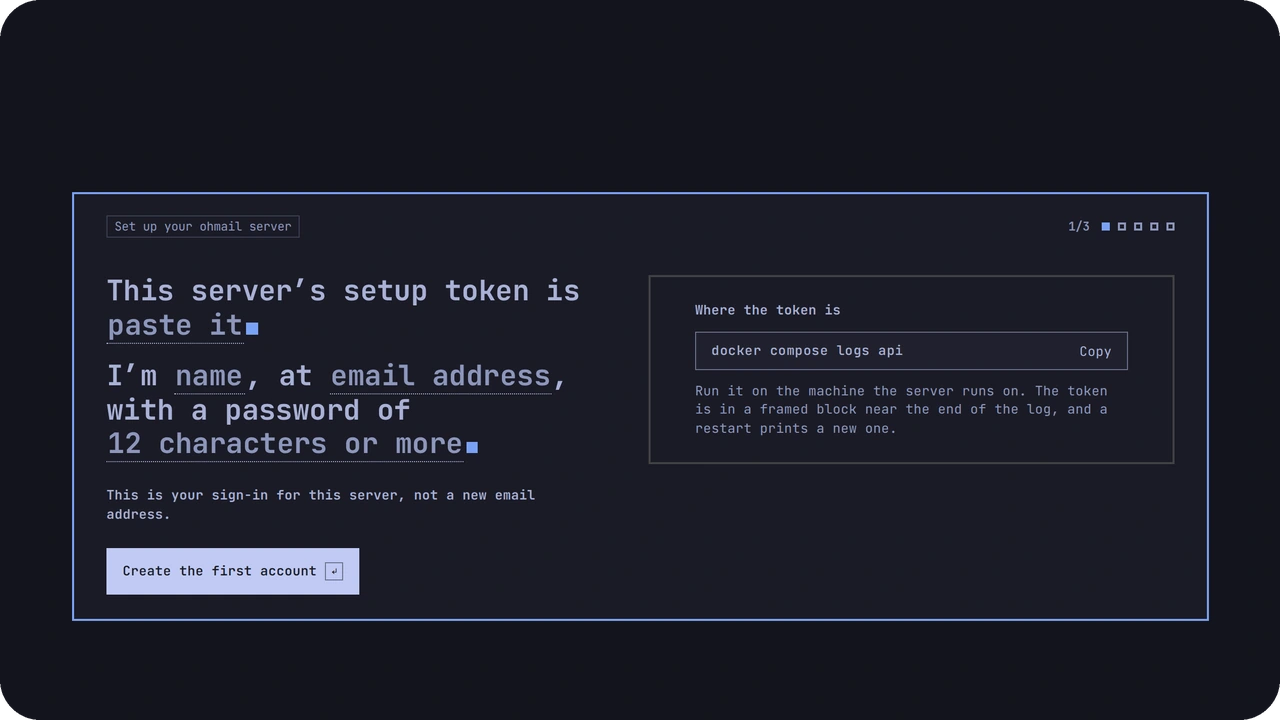 Set up your ohmail server
1/3
This server’s setup token is
paste it
I’m name, at email address,
with a password of
12 characters or more
This is your sign-in for this server, not a new email
address.
Create the first account ↲
Where the token is
docker compose logs api
Copy
Run it on the machine the server runs on. The token
is in a framed block near the end of the log, and a
restart prints a new one.